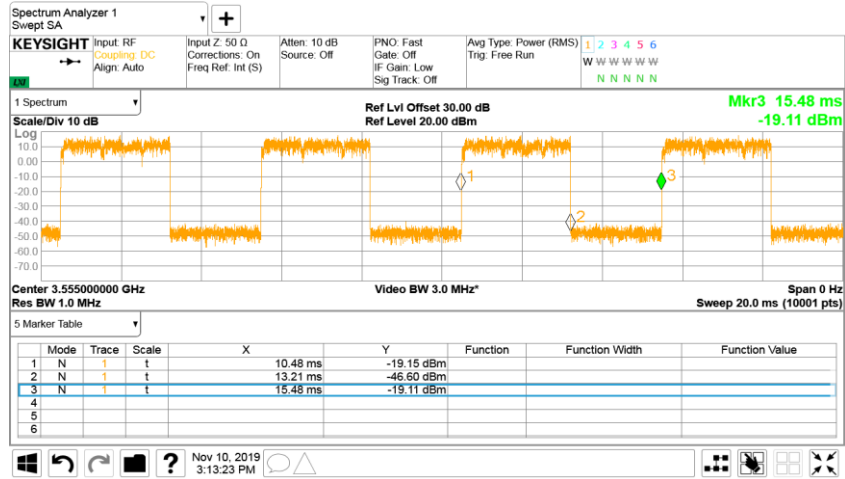 Spectrum Analyzer 1
Swept SA
+
KEYSIGHT Input: RF Input Z: 50 Ω Atten: 10 dB PNO: Fast Avg Type: Power (RMS) 1 2 3 4 5 6
Coupling: DC Corrections: On Source: Off Gate: Off Trig: Free Run W W W W W W
Align: Auto Freq Ref: Int (S) IF Gain: Low
LXI Sig Track: Off N N N N N
1 Spectrum Ref Lvl Offset 30.00 dB Mkr3 15.48 ms
Scale/Div 10 dB Ref Level 20.00 dBm -19.11 dBm
Log
10.0
0.00
-10.0 1 3
-20.0
-30.0
-40.0 2
-50.0
-60.0
-70.0
Center 3.555000000 GHz Video BW 3.0 MHz* Span 0 Hz
Res BW 1.0 MHz Sweep 20.0 ms (10001 pts)
5 Marker Table
Mode Trace Scale X Y Function Function Width Function Value
1 N 1 t 10.48 ms -19.15 dBm
2 N 1 t 13.21 ms -46.60 dBm
3 N 1 t 15.48 ms -19.11 dBm
4
5
6
? Nov 10, 2019
3:13:23 PM